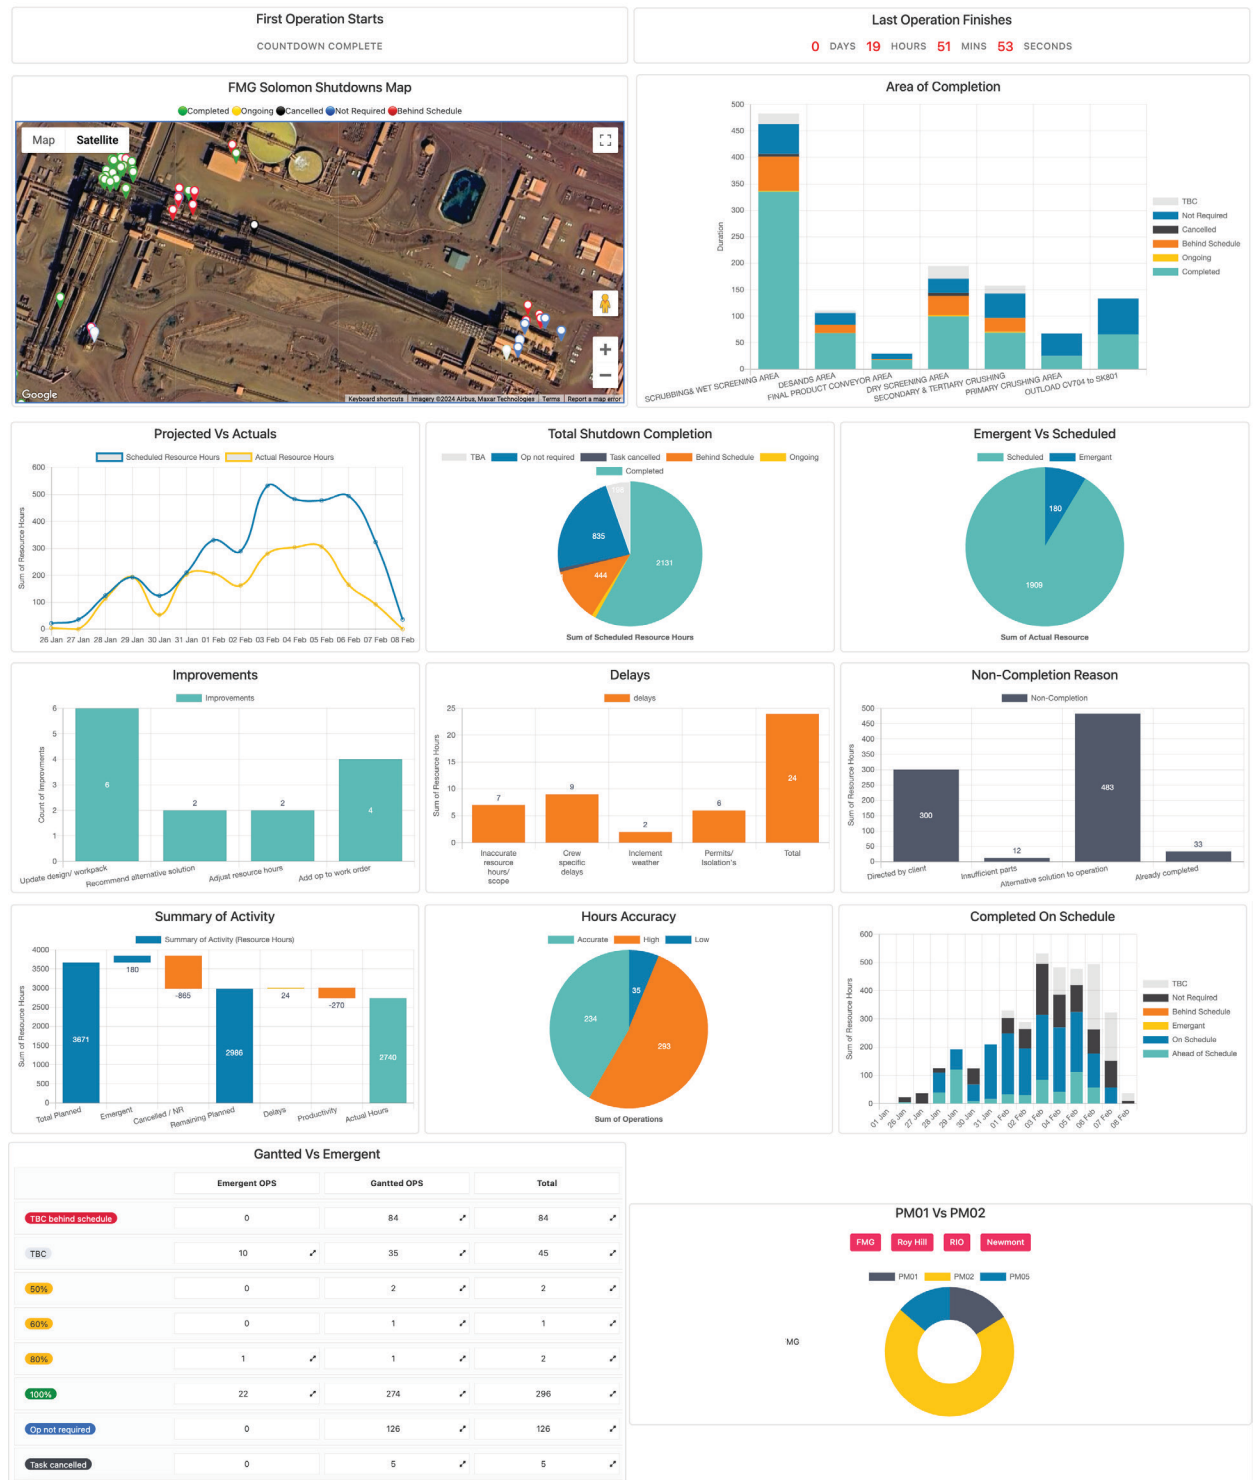 First Operation Starts
COUNTDOWN COMPLETE
Last Operation Finishes
0 DAYS 19 HOURS 51 MINS 53 SECONDS
FMG Solomon Shutdowns Map
Completed Ongoing Cancelled Not Required Behind Schedule
Map Satellite
Google
Keyboard shortcuts Imagery ©2024 Airbus, Maxar Technologies Terms Report a map error
Area of Completion
500
450
400
350
300
250
200
150
100
50
0
Duration
SCRUBBING& WET SCREENING AREA
DESANDS AREA
FINAL PRODUCT CONVEYOR AREA
DRY SCREENING AREA
SECONDARY & TERTIARY CRUSHING
PRIMARY CRUSHING AREA
OUTLOAD CV704 to SK801
TBC
Not Required
Cancelled
Behind Schedule
Ongoing
Completed
Projected Vs Actuals
Scheduled Resource Hours Actual Resource Hours
600
500
400
300
200
100
0
Sum of Resource Hours
26 Jan 27 Jan 28 Jan 29 Jan 30 Jan 31 Jan 01 Feb 02 Feb 03 Feb 04 Feb 05 Feb 06 Feb 07 Feb 08 Feb
Total Shutdown Completion
TBA Op not required Task cancelled Behind Schedule Ongoing
Completed
835
2131
444
Sum of Scheduled Resource Hours
Emergent Vs Scheduled
Scheduled Emergant
180
1909
Sum of Actual Resource
Improvements
Improvements
6
5
4
3
2
1
0
Count of Improvments
6
2
2
4
Update design/ workpack
Recommend alternative solution
Adjust resource hours
Add op to work order
Delays
delays
25
20
15
10
5
0
Sum of Resource Hours
7
9
2
6
24
Inaccurate
resource
hours/
scope
Crew
specific
delays
Inclement
weather
Permits/
Isolation's
Total
Non-Completion Reason
Non-Completion
500
450
400
350
300
250
200
150
100
50
0
Sum of Resource Hours
300
12
483
33
Directed by client
Insufficient parts
Alternative solution to operation
Already completed
Summary of Activity
Summary of Activity (Resource Hours)
4000
3500
3000
2500
2000
1500
1000
500
0
Sum of Resource Hours
3671
180
-865
2986
24
-270
2740
Total Planned
Emergent
Cancelled / NR
Remaining Planned
Delays
Productivity
Actual Hours
Hours Accuracy
Accurate High Low
35
234
293
Sum of Operations
Completed On Schedule
600
500
400
300
200
100
0
Sum of Resource Hours
01 Jan
26 Jan
27 Jan
28 Jan
29 Jan
30 Jan
31 Jan
01 Feb
02 Feb
03 Feb
04 Feb
05 Feb
06 Feb
07 Feb
08 Feb
TBC
Not Required
Behind Schedule
Emergant
On Schedule
Ahead of Schedule
Gantted Vs Emergent
Emergent OPS Gantted OPS Total
TBC behind schedule 0 84 84
TBC 10 35 45
50% 0 2 2
60% 0 1 1
80% 1 1 2
100% 22 274 296
Op not required 0 126 126
Task cancelled 0 5 5
PM01 Vs PM02
FMG Roy Hill RIO Newmont
PM01 PM02 PM05
MG